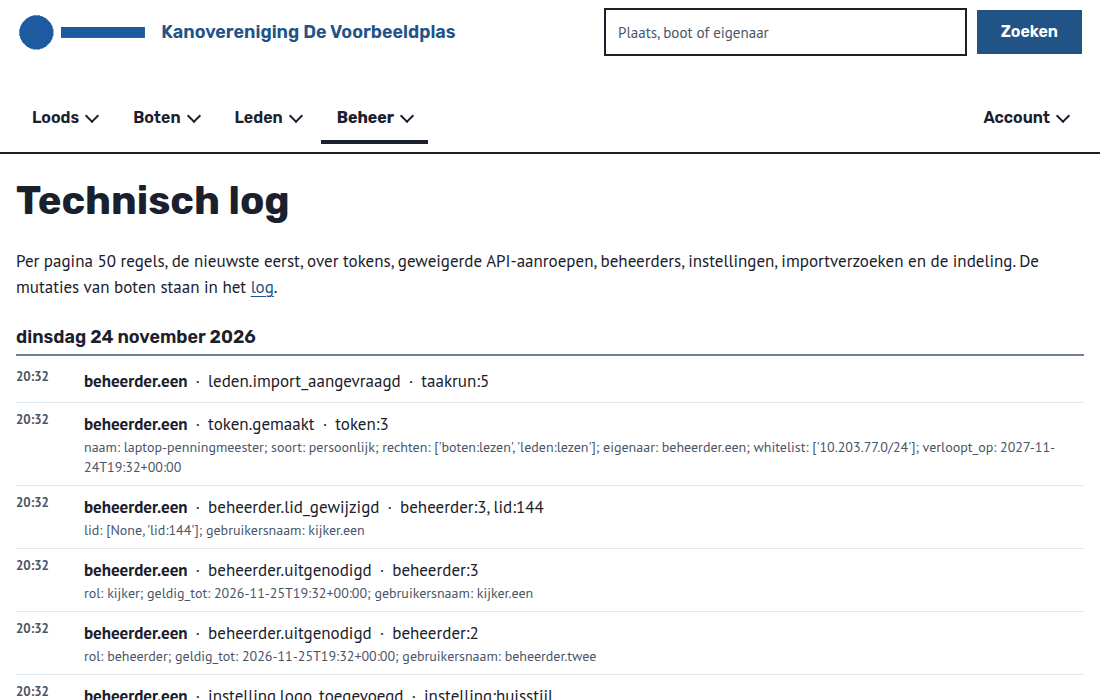 Kanovereniging De Voorbeeldplas
Plaats, boot of eigenaar
Zoeken
Loods
Boten
Leden
Beheer
Account
Technisch log
Per pagina 50 regels, de nieuwste eerst, over tokens, geweigerde API-aanroepen, beheerders, instellingen, importverzoeken en de indeling. De
mutaties van boten staan in het log.
dinsdag 24 november 2026
20:32 beheerder.een · leden.import_aangevraagd · taakrun:5
20:32 beheerder.een · token.gemaakt · token:3
naam: laptop-penningmeester; soort: persoonlijk; rechten: ['boten:lezen', 'leden:lezen']; eigenaar: beheerder.een; whitelist: ['10.203.77.0/24']; verloopt_op: 2027-11-
24T19:32+00:00
20:32 beheerder.een · beheerder.lid_gewijzigd · beheerder:3, lid:144
lid: [None, 'lid:144']; gebruikersnaam: kijker.een
20:32 beheerder.een · beheerder.uitgenodigd · beheerder:3
rol: kijker; geldig_tot: 2026-11-25T19:32+00:00; gebruikersnaam: kijker.een
20:32 beheerder.een · beheerder.uitgenodigd · beheerder:2
rol: beheerder; geldig_tot: 2026-11-25T19:32+00:00; gebruikersnaam: beheerder.twee
20:32 beheerder.een · instelling.logo_toegevoegd · instelling:huisstijl